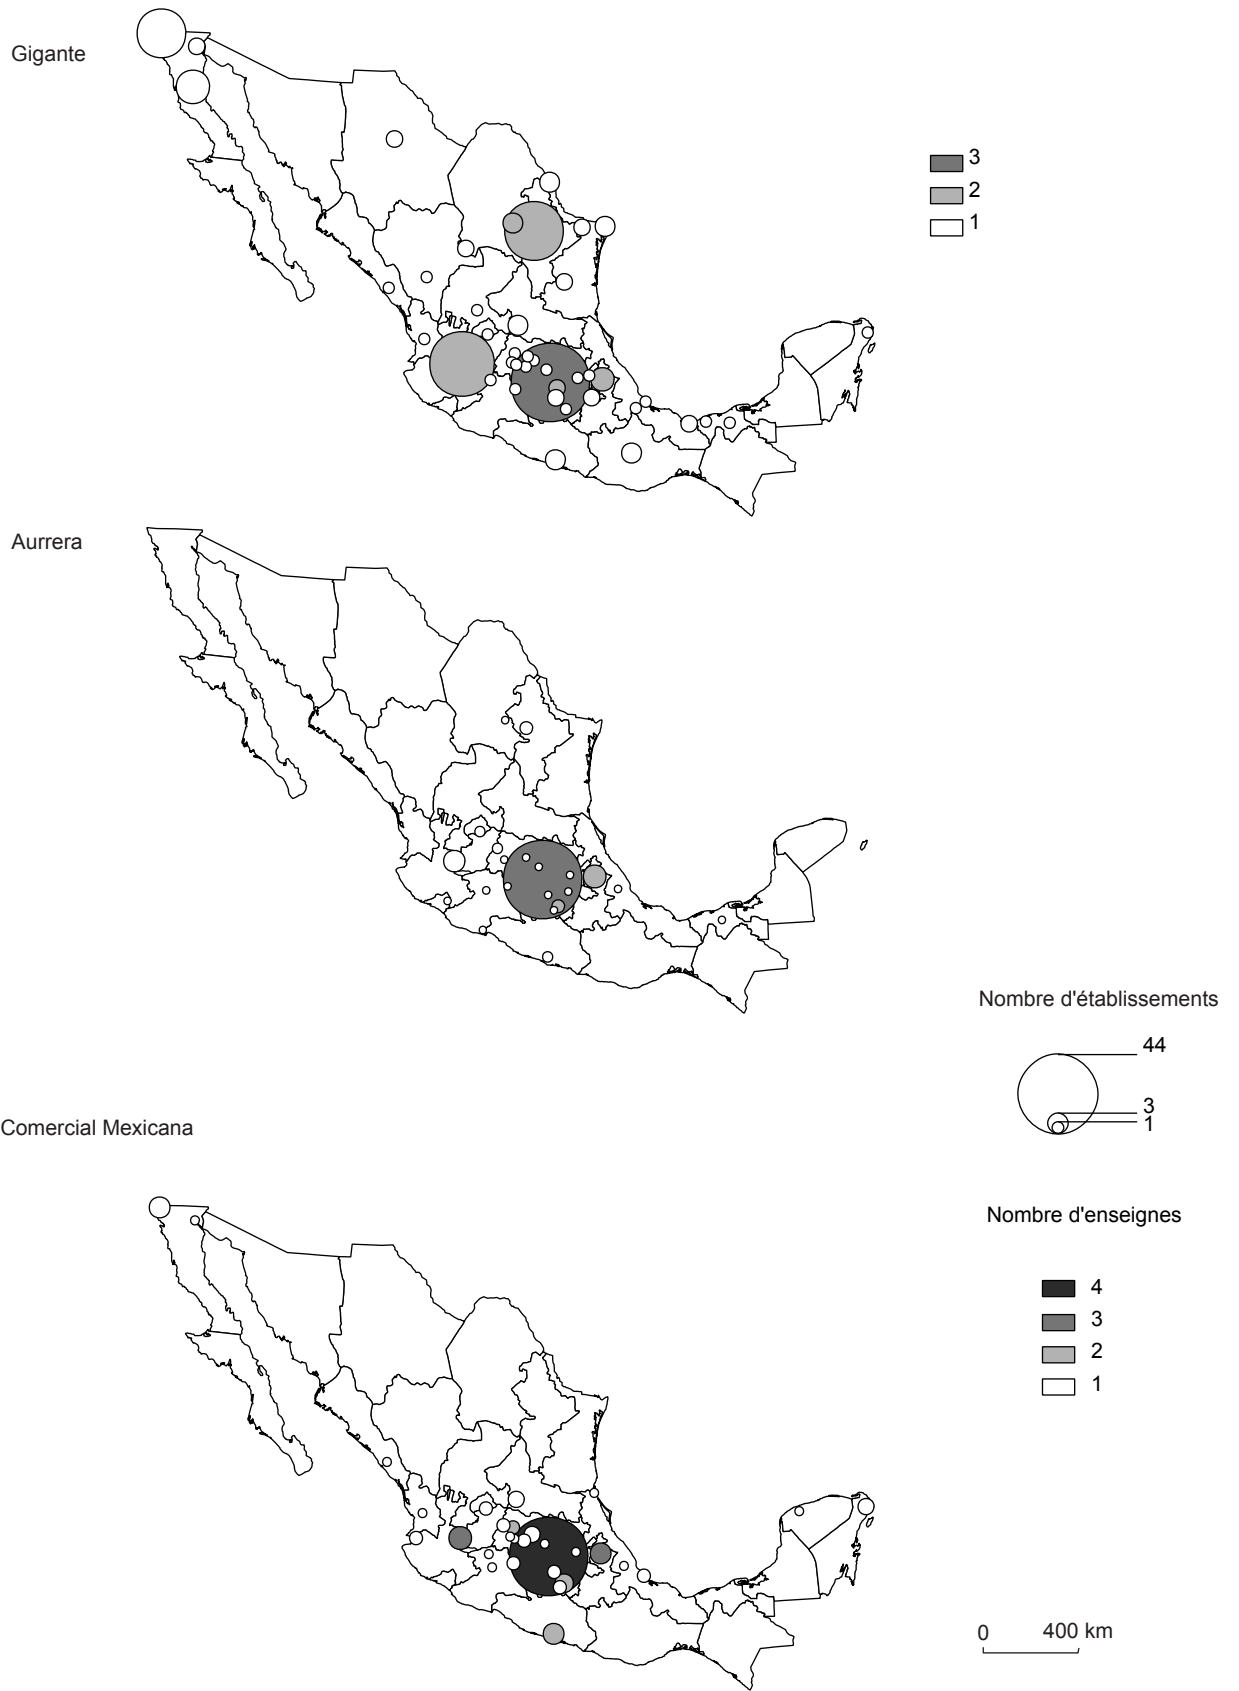 Gigante
3
2
1
Aurrera
Nombre d'établissements
44
3
1
Comercial Mexicana
Nombre d'enseignes
4
3
2
1
0 400 km